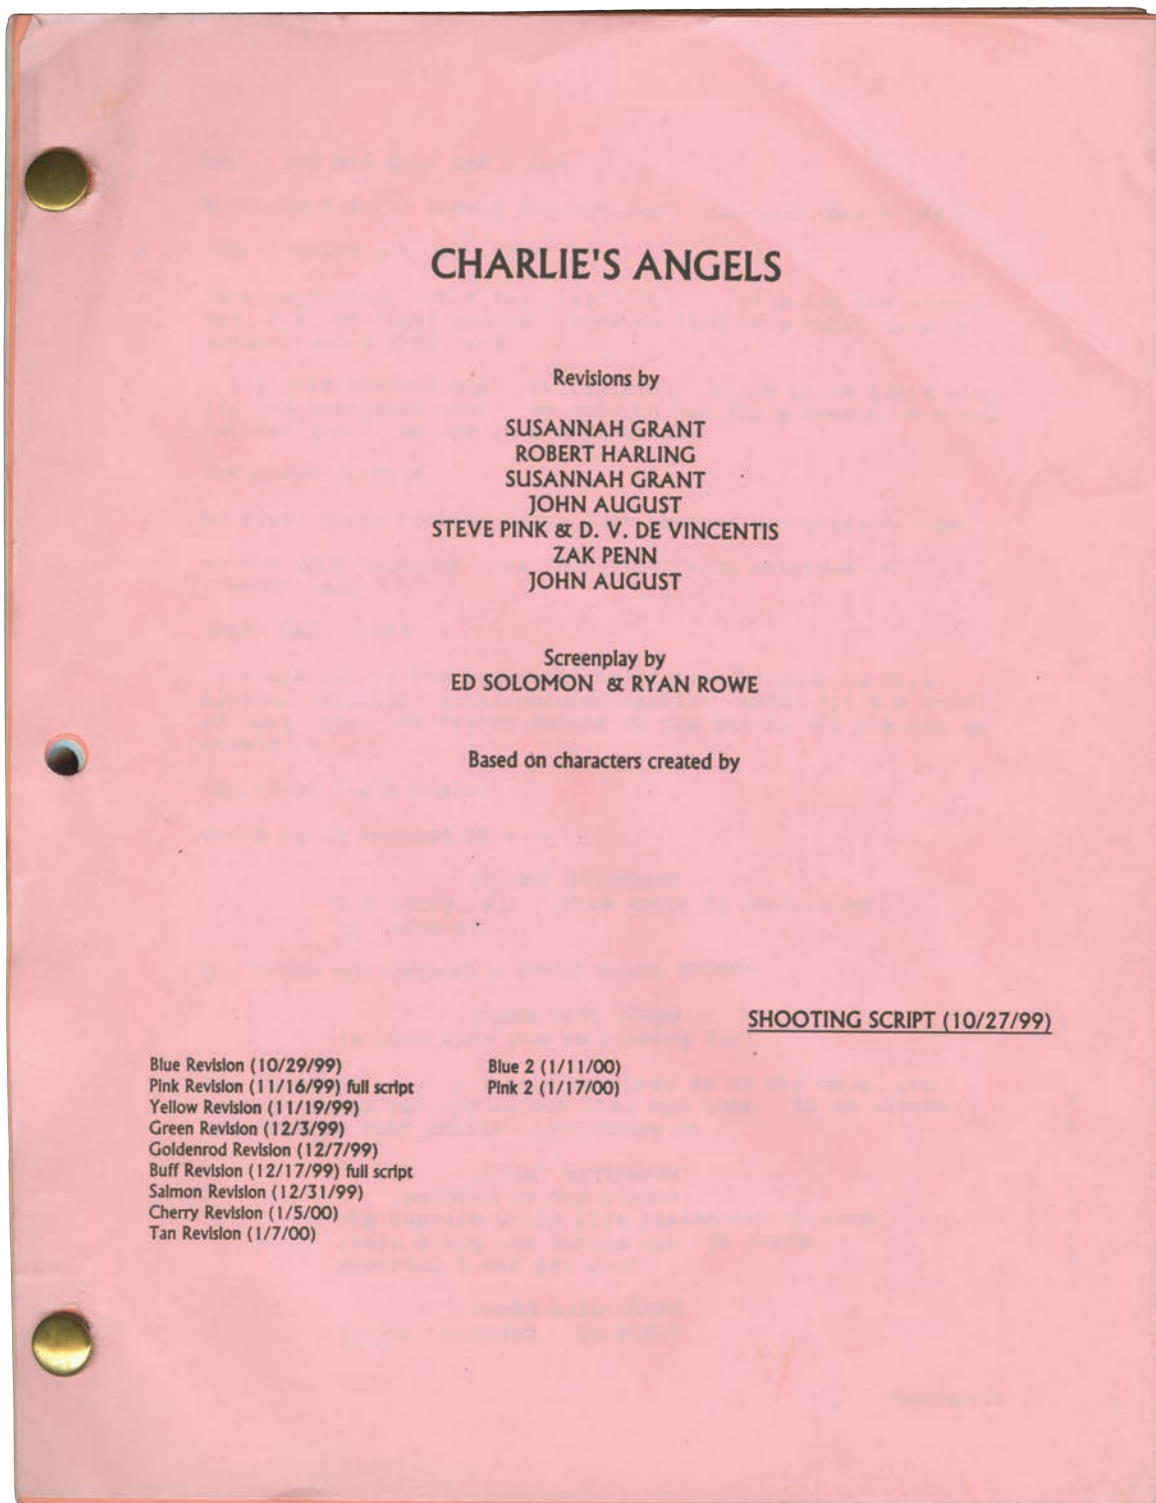 CHARLIE'S ANGELS
Revisions by
SUSANNAH GRANT
ROBERT HARLING
SUSANNAH GRANT
JOHN AUGUST
STEVE PINK & D. V. DE VINCENTIS
ZAK PENN
JOHN AUGUST
Screenplay by
ED SOLOMON & RYAN ROWE
Based on characters created by
SHOOTING SCRIPT (10/27/99)
Blue Revision (10/29/99)
Pink Revision (11/16/99) full script
Yellow Revision (11/19/99)
Green Revision (12/3/99)
Goldenrod Revision (12/7/99)
Buff Revision (12/17/99) full script
Salmon Revision (12/31/99)
Cherry Revision (1/5/00)
Tan Revision (1/7/00)
Blue 2 (1/11/00)
Pink 2 (1/17/00)